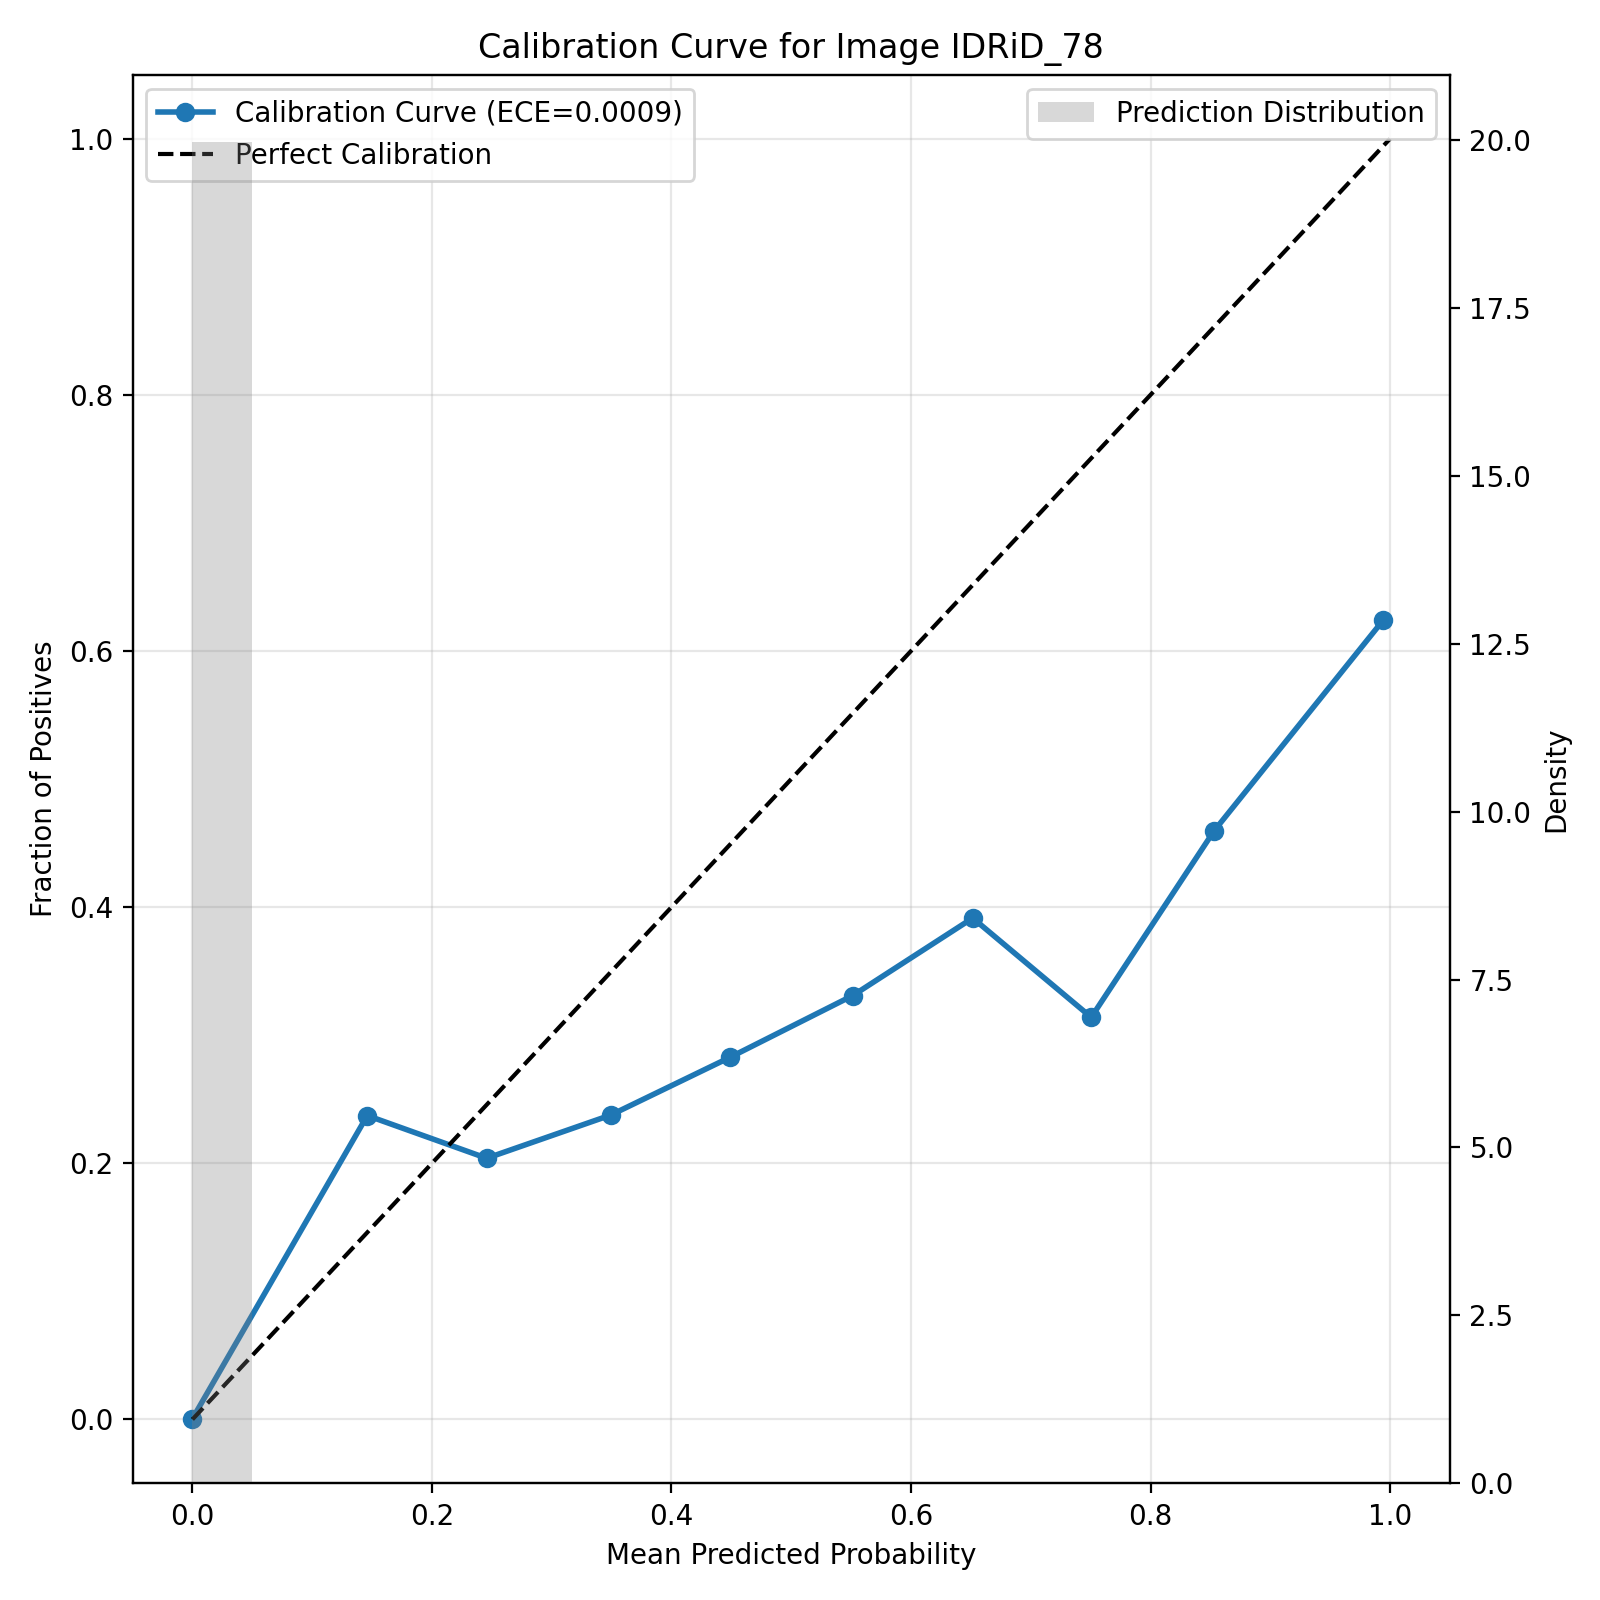 Calibration Curve for Image IDRiD_78
Calibration Curve (ECE=0.0009)
Perfect Calibration
Prediction Distribution
1.0
0.8
0.6
0.4
0.2
0.0
Fraction of Positives
20.0
17.5
15.0
12.5
10.0
7.5
5.0
2.5
0.0
Density
0.0 0.2 0.4 0.6 0.8 1.0
Mean Predicted Probability